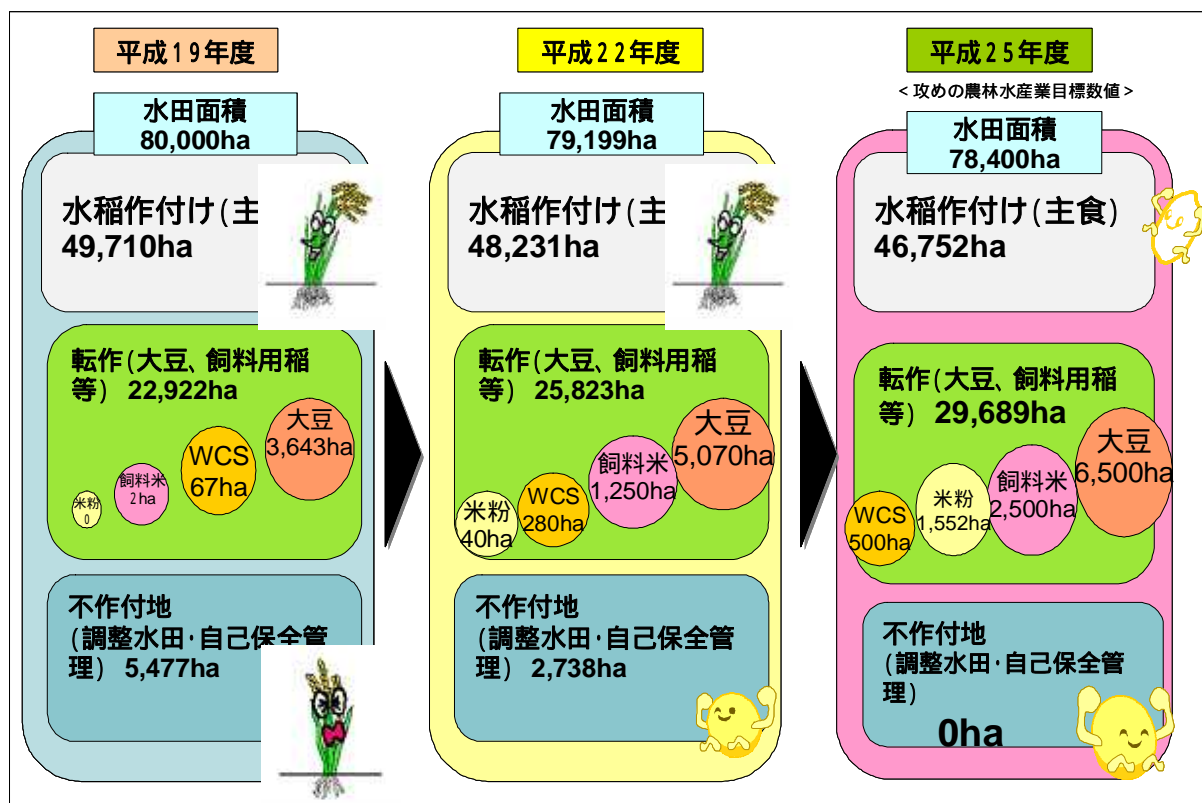 平成19年度
水田面積
80,000ha
水稲作付け(主
49,710ha
転作(大豆、飼料用稲
等) 22,922ha
大豆
3,643ha
WCS
67ha
飼料米
2ha
米粉
0
不作付地
(調整水田・自己保全管
理) 5,477ha
平成22年度
水田面積
79,199ha
水稲作付け(主
48,231ha
転作(大豆、飼料用稲
等) 25,823ha
大豆
5,070ha
飼料米
1,250ha
WCS
280ha
米粉
40ha
不作付地
(調整水田・自己保全管
理) 2,738ha
平成25年度
<攻めの農林水産業目標数値>
水田面積
78,400ha
水稲作付け(主食)
46,752ha
転作(大豆、飼料用稲
等) 29,689ha
大豆
6,500ha
飼料米
2,500ha
米粉
1,552ha
WCS
500ha
不作付地
(調整水田・自己保全管
理)
0ha